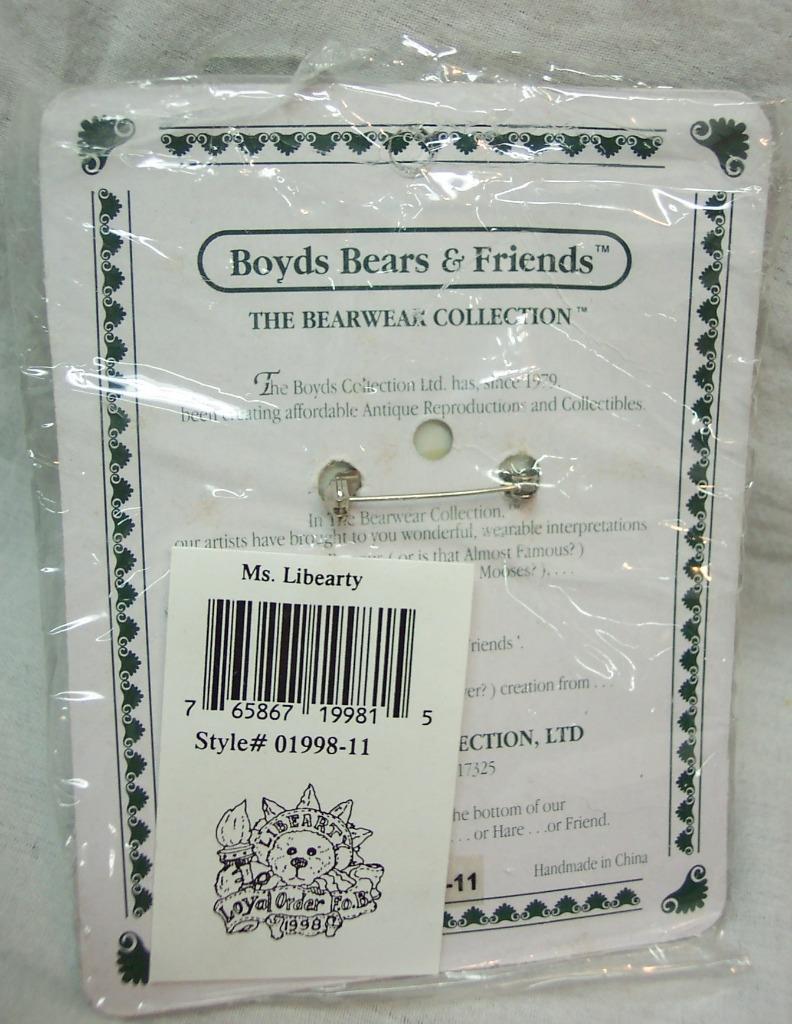 Boyds Bears & Friends™
THE BEARWEAR COLLECTION™
The Boyds Collection Ltd. has, since 1979,
been creating affordable Antique Reproductions and Collectibles.
In The Bearwear Collection,™
our artists have brought to you wonderful, wearable interpretations
( or is that Almost Famous? )
Mooses? ). . . .
Friends '.
) creation from . . .
LTD
17325
the bottom of our
. . . or Hare . . . or Friend.
Handmade in China
-11
Ms. Libearty
7 65867 19981 5
Style# 01998-11
LIBEARTY
Loyal Order F.o.B.
1998